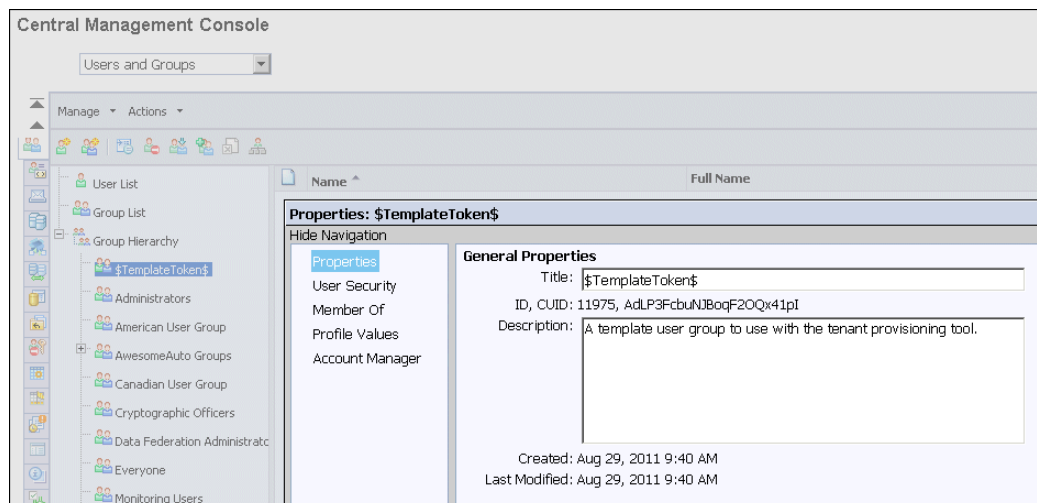 Central Management Console
Users and Groups
Manage Actions
User List
Name Full Name
Group List
Group Hierarchy
$TemplateToken$
Administrators
American User Group
AwesomeAuto Groups
Canadian User Group
Cryptographic Officers
Data Federation Administratc
Everyone
Monitoring Users
Properties: $TemplateToken$
Hide Navigation
Properties
User Security
Member Of
Profile Values
Account Manager
General Properties
Title: $TemplateToken$
ID, CUID: 11975, AdLP3FcbuNJBoqF2OQx41pI
Description: A template user group to use with the tenant provisioning tool.
Created: Aug 29, 2011 9:40 AM
Last Modified: Aug 29, 2011 9:40 AM